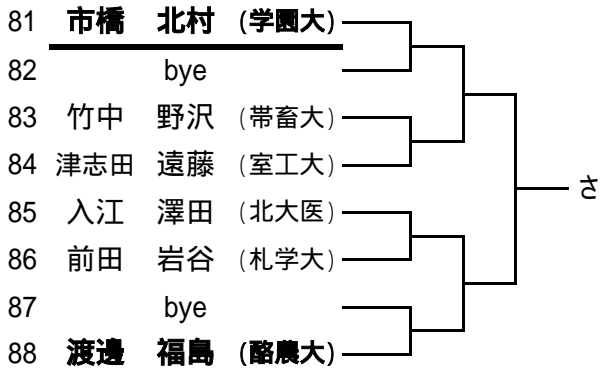 81 市橋 北村 (学園大)
82 bye
83 竹中 野沢 (帯畜大)
84 津志田 遠藤 (室工大)
85 入江 澤田 (北大医)
86 前田 岩谷 (札学大)
87 bye
88 渡邊 福島 (酪農大)
さ